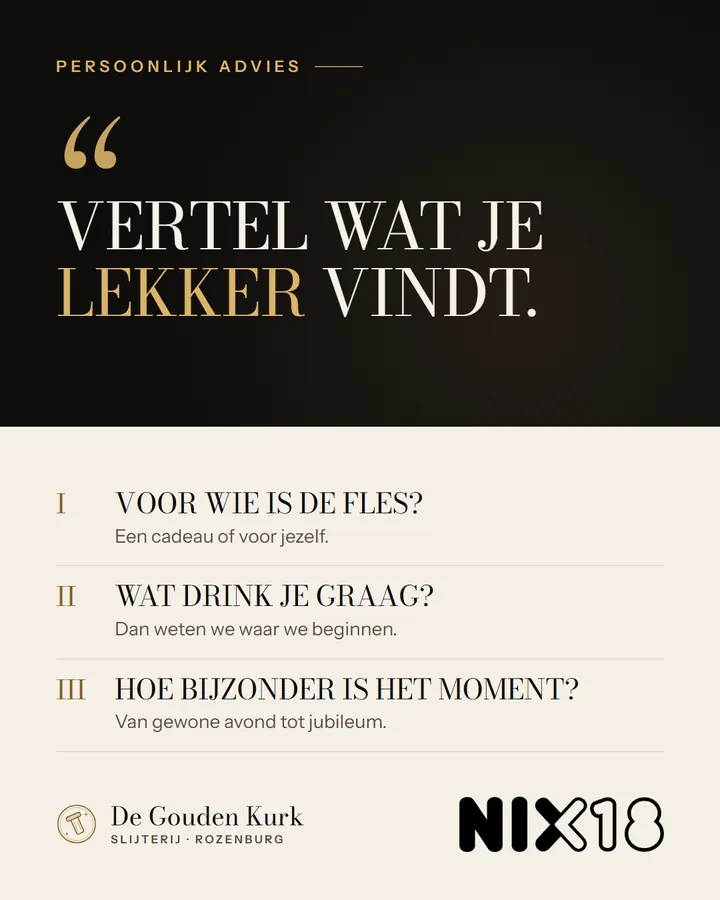 PERSOONLIJK ADVIES
“
VERTEL WAT JE
LEKKER VINDT.
I VOOR WIE IS DE FLES?
Een cadeau of voor jezelf.
II WAT DRINK JE GRAAG?
Dan weten we waar we beginnen.
III HOE BIJZONDER IS HET MOMENT?
Van gewone avond tot jubileum.
De Gouden Kurk
SLIJTERIJ · ROZENBURG
NIX18